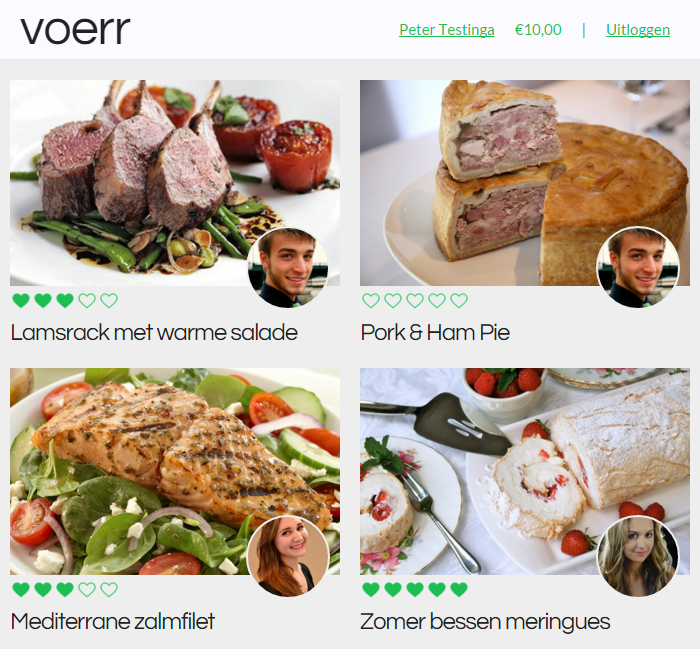 voerr
Peter Testinga €10,00 | Uitloggen
Lamsrack met warme salade
Pork & Ham Pie
Mediterrane zalmfilet
Zomer bessen meringues